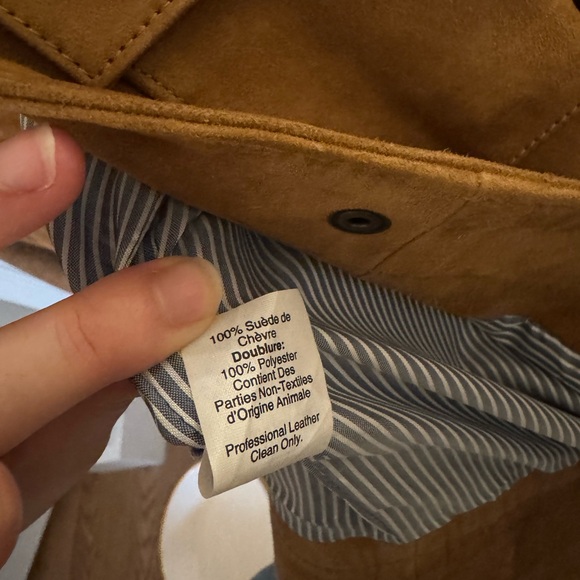 100% Suède de
Chèvre
Doublure:
100% Polyester
Contient Des
Parties Non-Textiles
d'Origine Animale
Professional Leather
Clean Only.